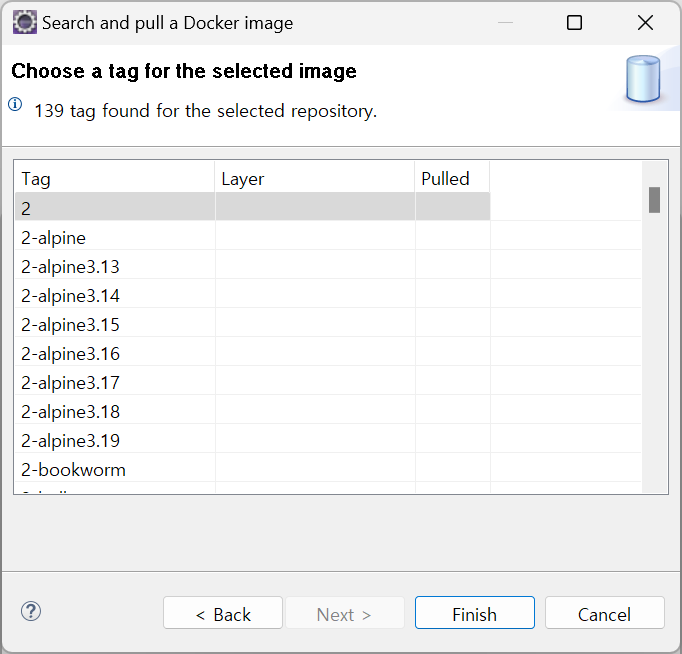 Search and pull a Docker image
Choose a tag for the selected image
139 tag found for the selected repository.
Tag Layer Pulled
2
2-alpine
2-alpine3.13
2-alpine3.14
2-alpine3.15
2-alpine3.16
2-alpine3.17
2-alpine3.18
2-alpine3.19
2-bookworm
< Back Next > Finish Cancel